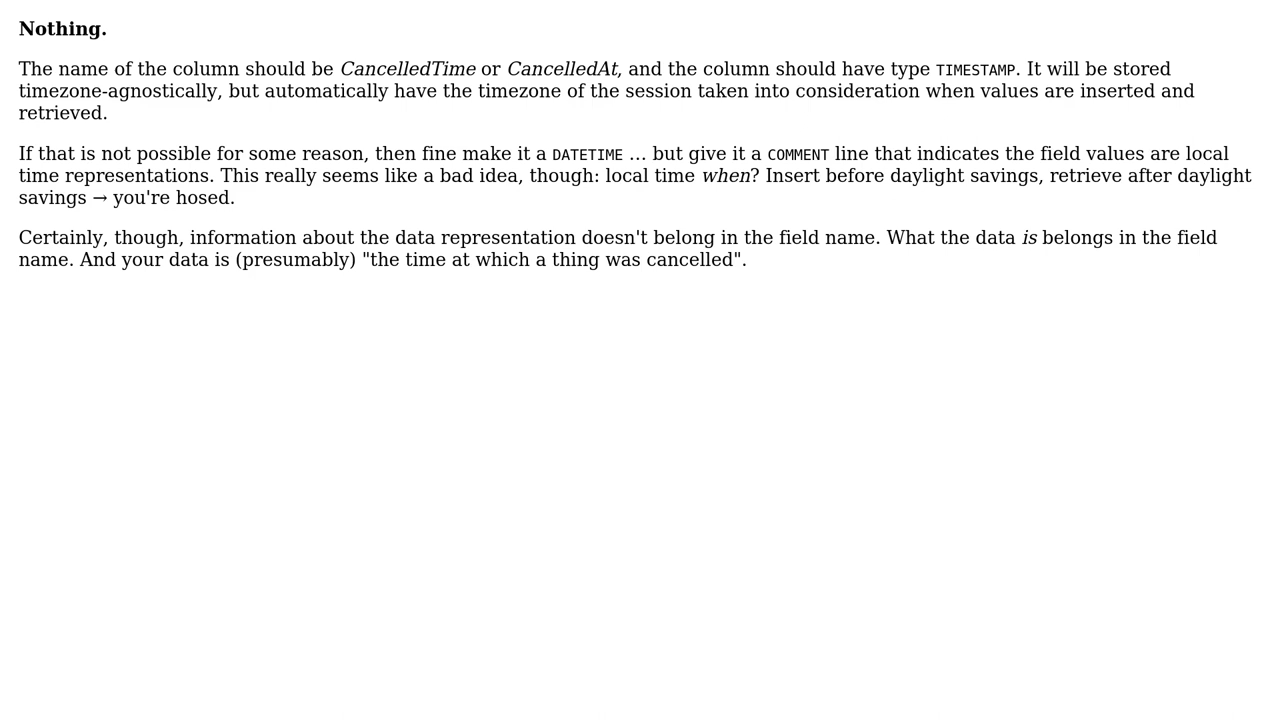 Nothing.
The name of the column should be CancelledTime or CancelledAt, and the column should have type TIMESTAMP. It will be stored
timezone-agnostically, but automatically have the timezone of the session taken into consideration when values are inserted and
retrieved.
If that is not possible for some reason, then fine make it a DATETIME … but give it a COMMENT line that indicates the field values are local
time representations. This really seems like a bad idea, though: local time when? Insert before daylight savings, retrieve after daylight
savings → you're hosed.
Certainly, though, information about the data representation doesn't belong in the field name. What the data is belongs in the field
name. And your data is (presumably) "the time at which a thing was cancelled".